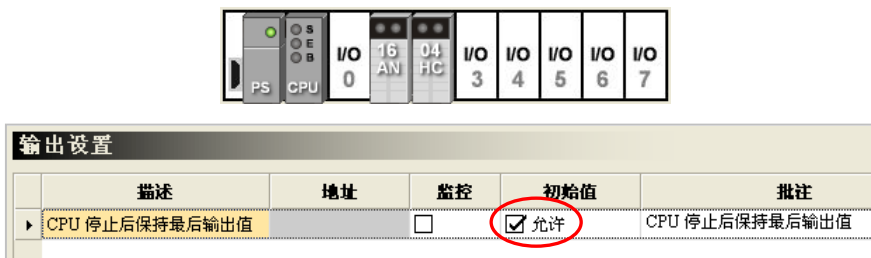 S
E
B
PS CPU I/O 0 16 AN 04 HC I/O 3 I/O 4 I/O 5 I/O 6 I/O 7
输出设置
描述 地址 监控 初始值 批注
CPU 停止后保持最后输出值 允许 CPU 停止后保持最后输出值